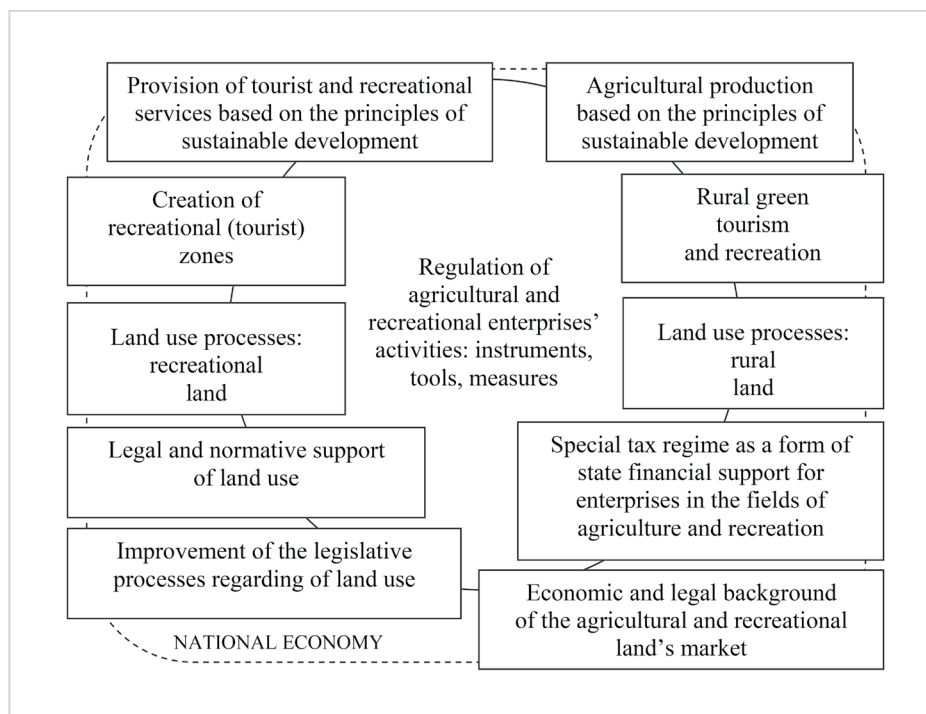 Provision of tourist and recreational
services based on the principles of
sustainable development
Agricultural production
based on the principles of
sustainable development
Creation of
recreational (tourist)
zones
Rural green
tourism
and recreation
Regulation of
agricultural and
recreational enterprises’
activities: instruments,
tools, measures
Land use processes:
recreational
land
Land use processes:
rural
land
Legal and normative support
of land use
Special tax regime as a form of
state financial support for
enterprises in the fields of
agriculture and recreation
Improvement of the legislative
processes regarding of land use
Economic and legal background
of the agricultural and recreational
land’s market
NATIONAL ECONOMY